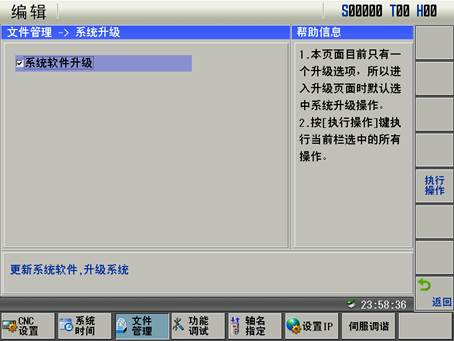 编辑
S00000 T00 H00
文件管理 -> 系统升级
帮助信息
系统软件升级
1.本页面目前只有一
个升级选项，所以进
入升级页面时默认选
中系统升级操作。
2.按[执行操作]键执
行当前栏选中的所有
操作。
执行
操作
更新系统软件,升级系统
返回
23:58:36
CNC
设置
系统
时间
文件
管理
功能
调试
轴名
指定
设置IP
伺服调谐